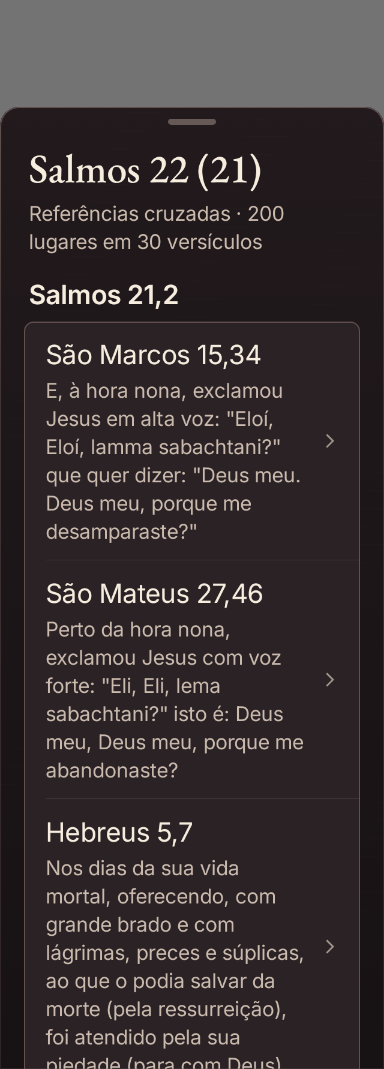 Salmos 22 (21)
Referências cruzadas · 200
lugares em 30 versículos
Salmos 21,2
São Marcos 15,34
E, à hora nona, exclamou
Jesus em alta voz: "Eloí,
Eloí, lamma sabachtani?"
que quer dizer: "Deus meu.
Deus meu, porque me
desamparaste?"
São Mateus 27,46
Perto da hora nona,
exclamou Jesus com voz
forte: "Eli, Eli, lema
sabachtani?" isto é: Deus
meu, Deus meu, porque me
abandonaste?
Hebreus 5,7
Nos dias da sua vida
mortal, oferecendo, com
grande brado e com
lágrimas, preces e súplicas,
ao que o podia salvar da
morte (pela ressurreição),
foi atendido pela sua
piedade (para com Deus)